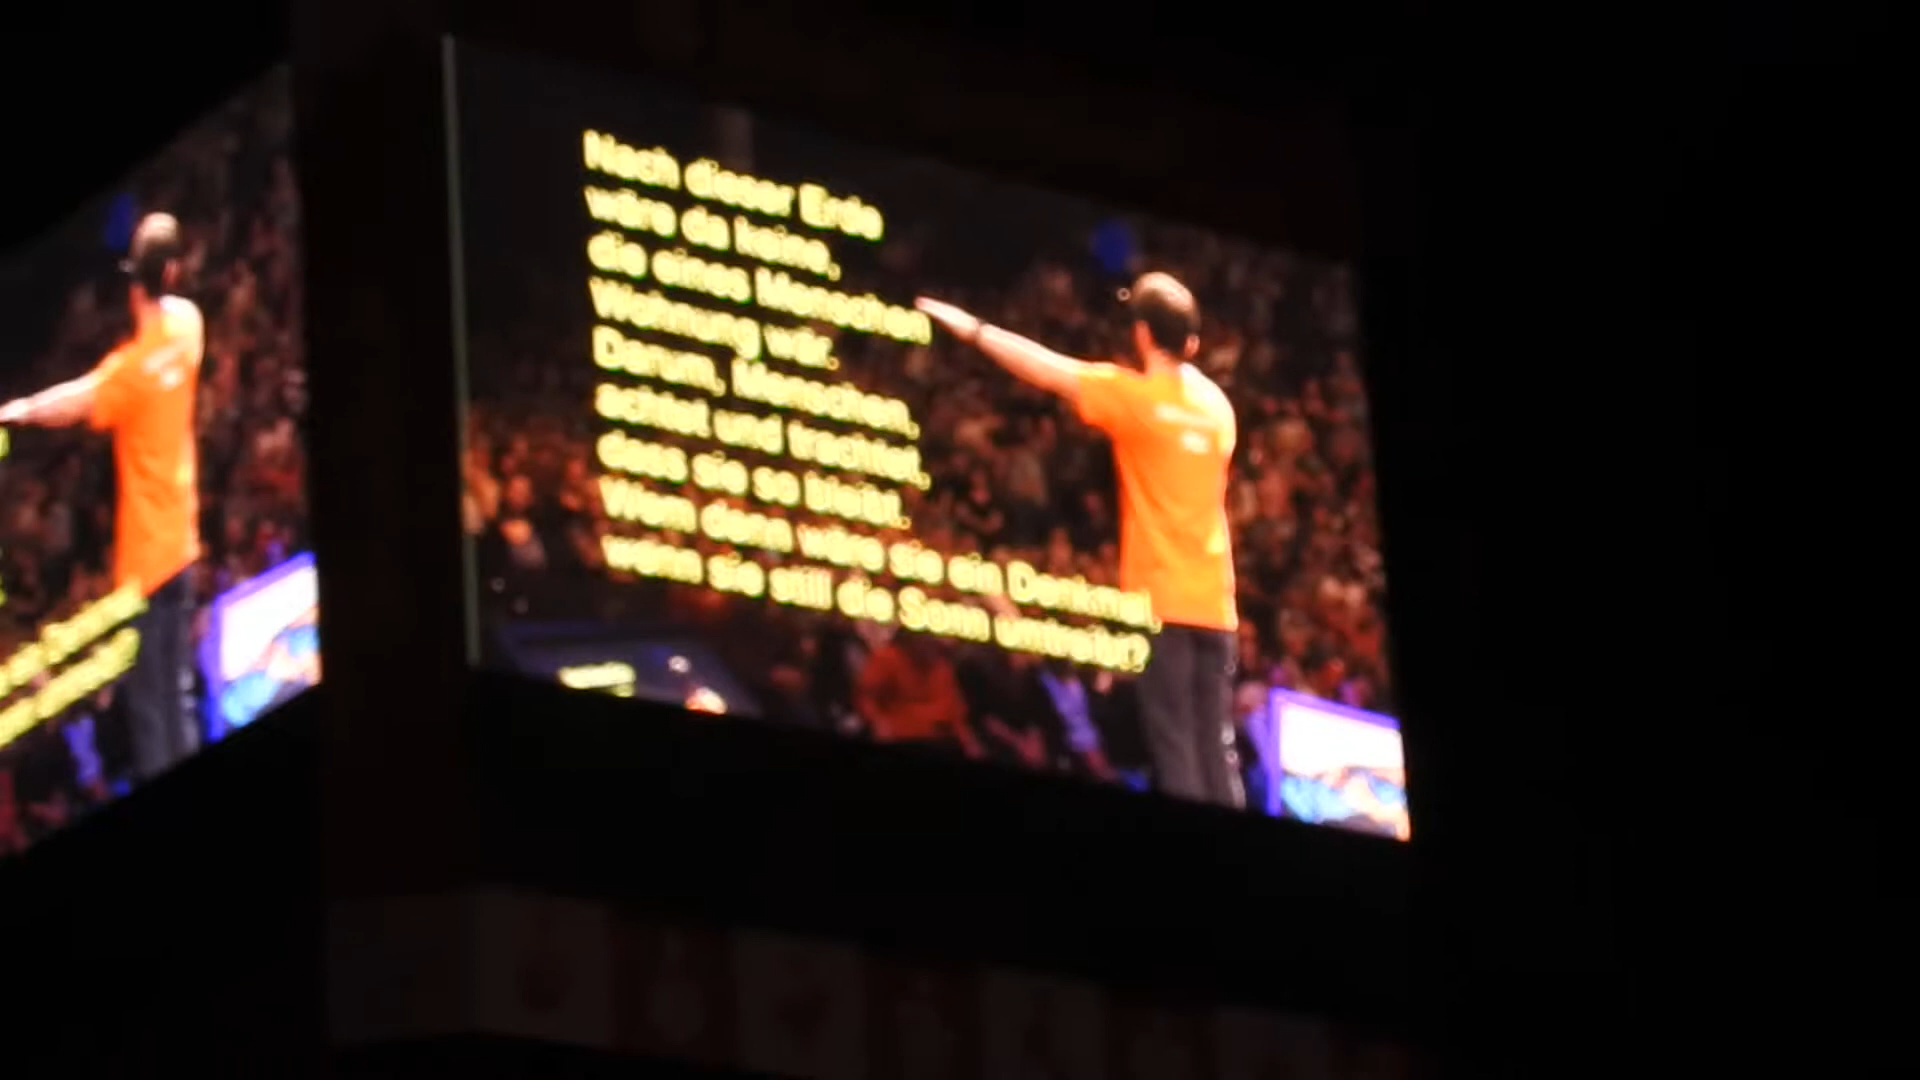 Nach dieser Erde
wäre da keine,
die eines Menschen
Wohnung wär.
Darum, Menschen,
achtet und trachtet,
dass sie so bleibt.
Wem denn wäre sie ein Denkmal,
wenn sie still die Sonn umtreibt?